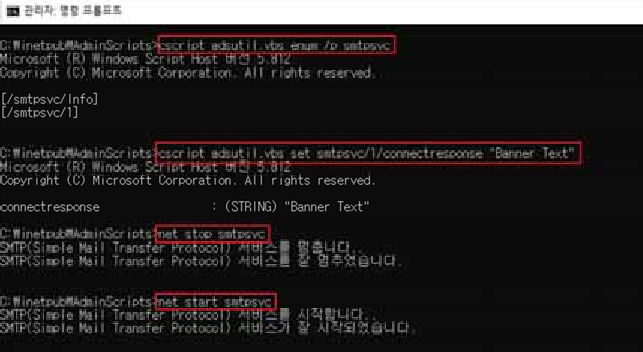 관리자: 명령 프롬프트
C:₩inetpub₩AdminScripts>cscript adsutil.vbs enum /p smtpsvc
Microsoft (R) Windows Script Host 버전 5.812
Copyright (C) Microsoft Corporation. All rights reserved.
[/smtpsvc/Info]
[/smtpsvc/1]
C:₩inetpub₩AdminScripts>cscript adsutil.vbs set smtpsvc/1/connectresponse "Banner Text"
Microsoft (R) Windows Script Host 버전 5.812
Copyright (C) Microsoft Corporation. All rights reserved.
connectresponse : (STRING) "Banner Text"
C:₩inetpub₩AdminScripts>net stop smtpsvc
SMTP(Simple Mail Transfer Protocol) 서비스를 멈춥니다..
SMTP(Simple Mail Transfer Protocol) 서비스를 잘 멈추었습니다.
C:₩inetpub₩AdminScripts>net start smtpsvc
SMTP(Simple Mail Transfer Protocol) 서비스를 시작합니다..
SMTP(Simple Mail Transfer Protocol) 서비스가 잘 시작되었습니다.